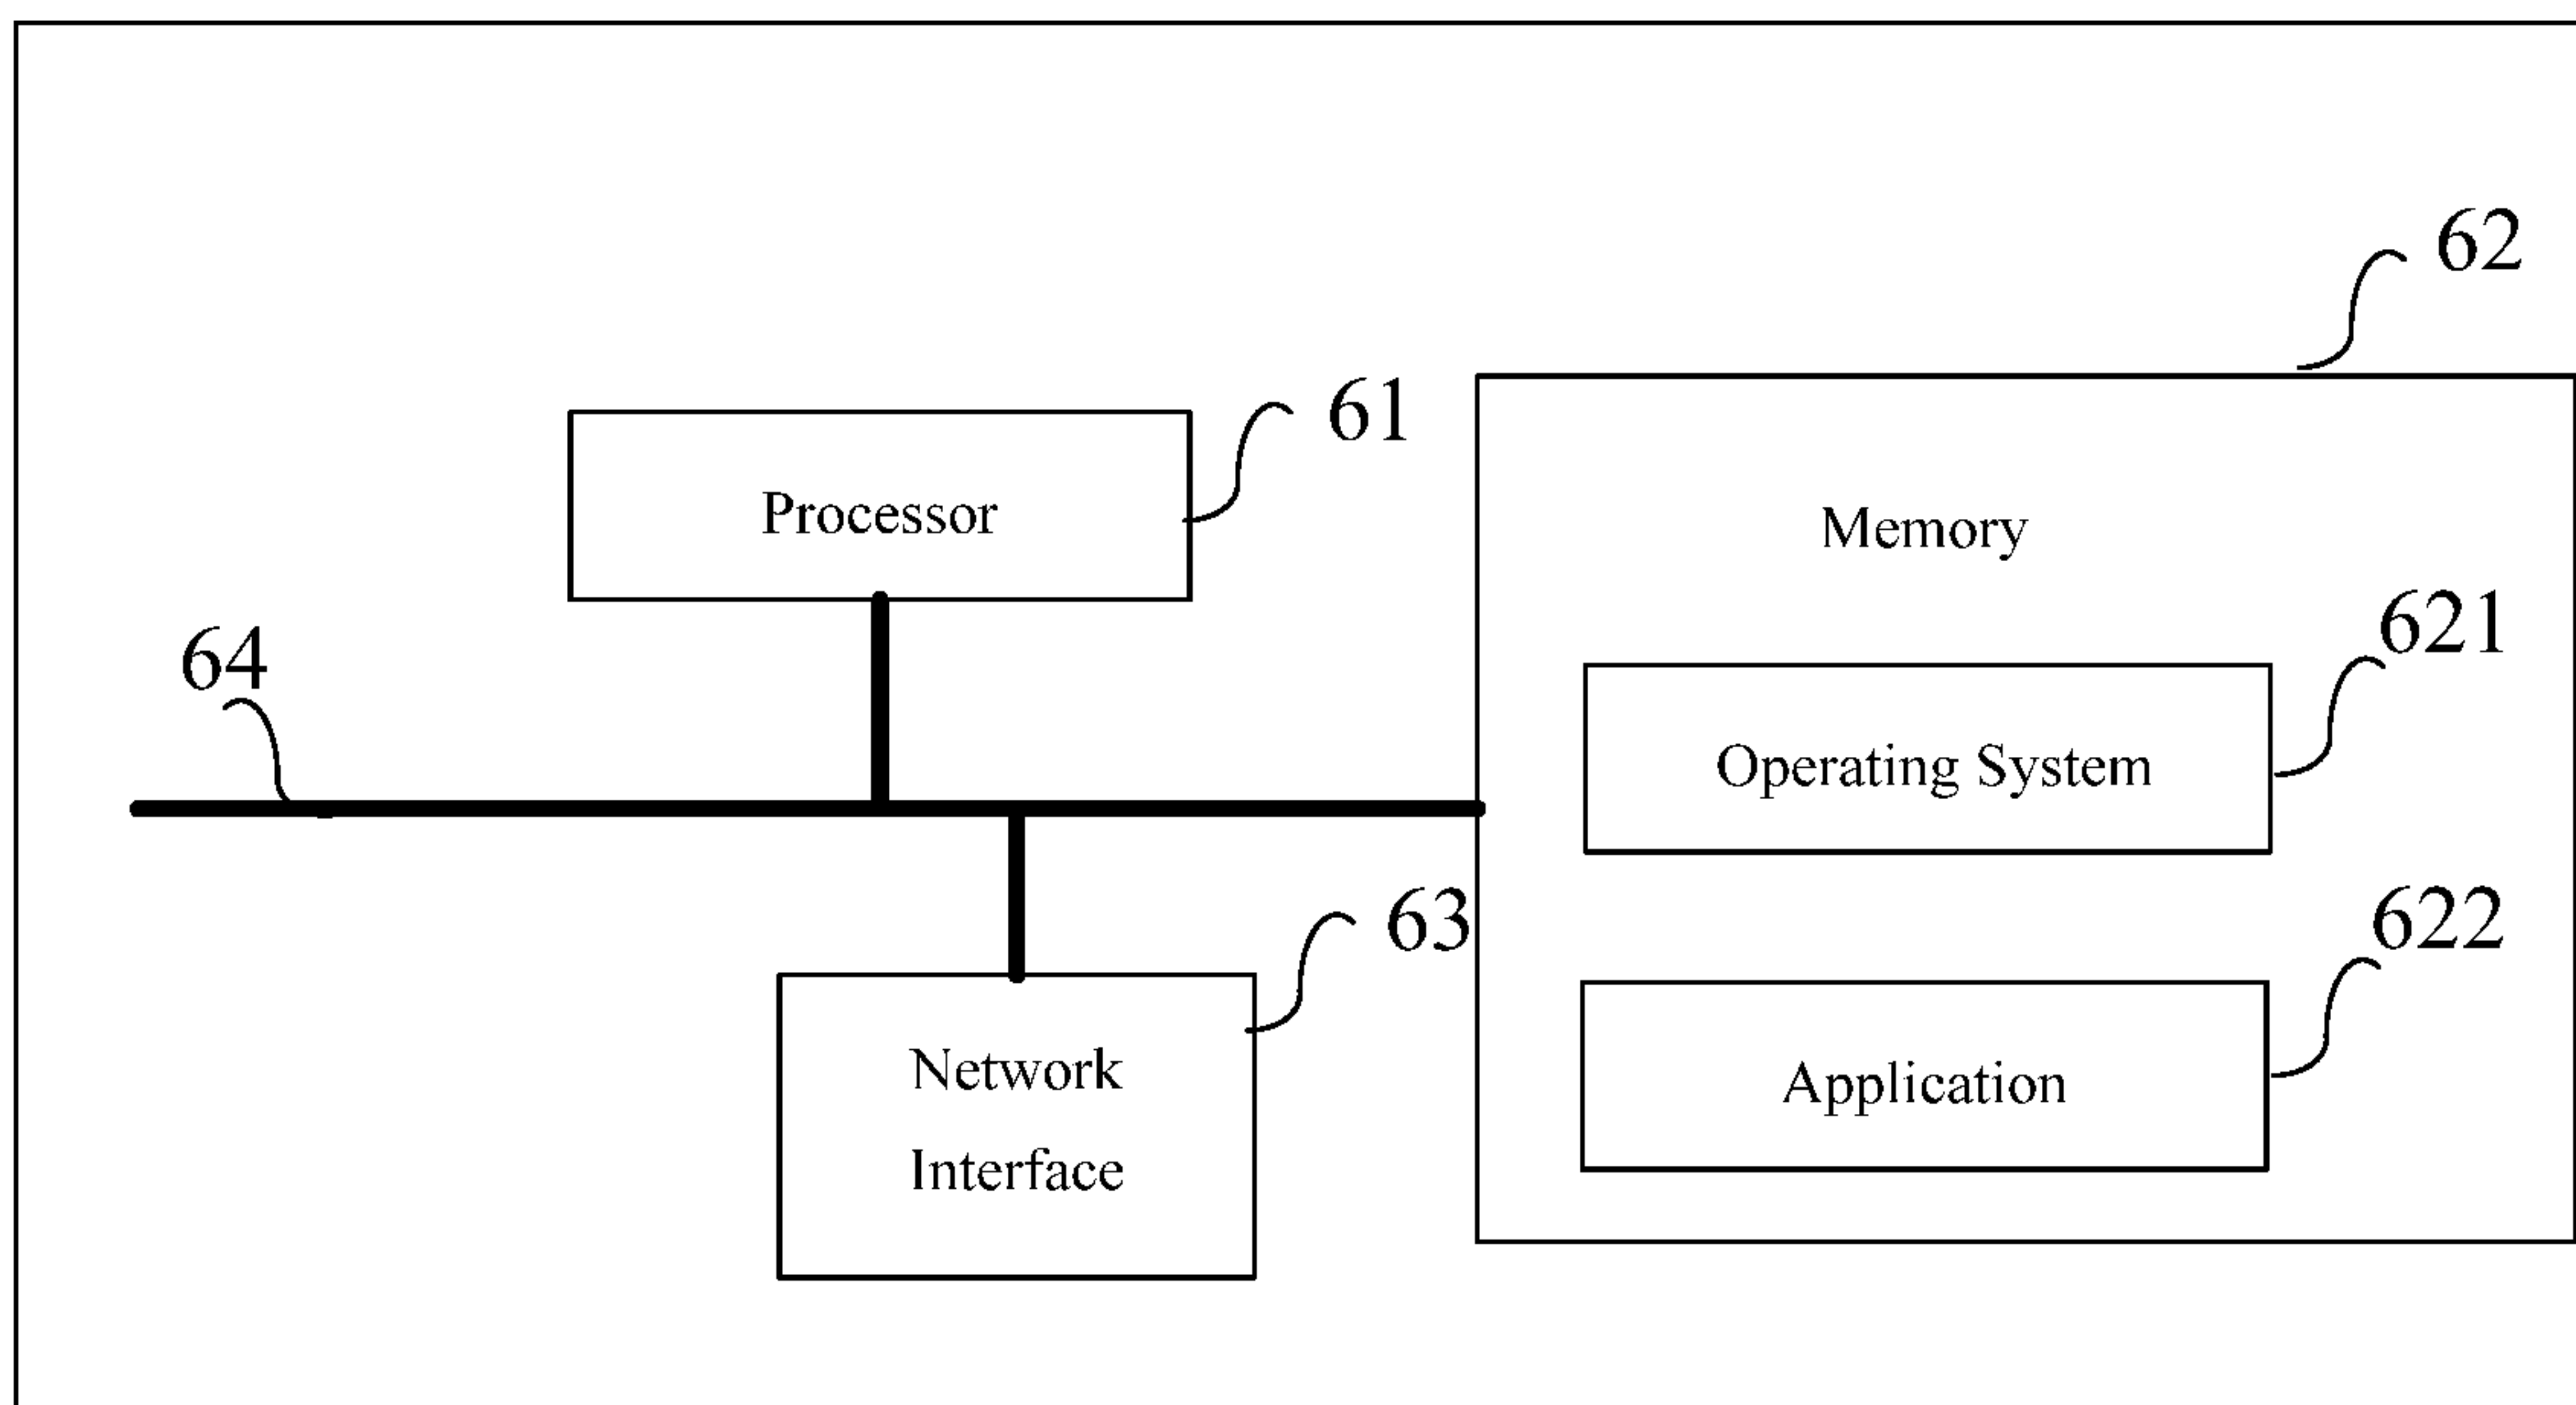 62
61
Processor
Memory
621
64
Operating System
622
63
Network
Interface
Application